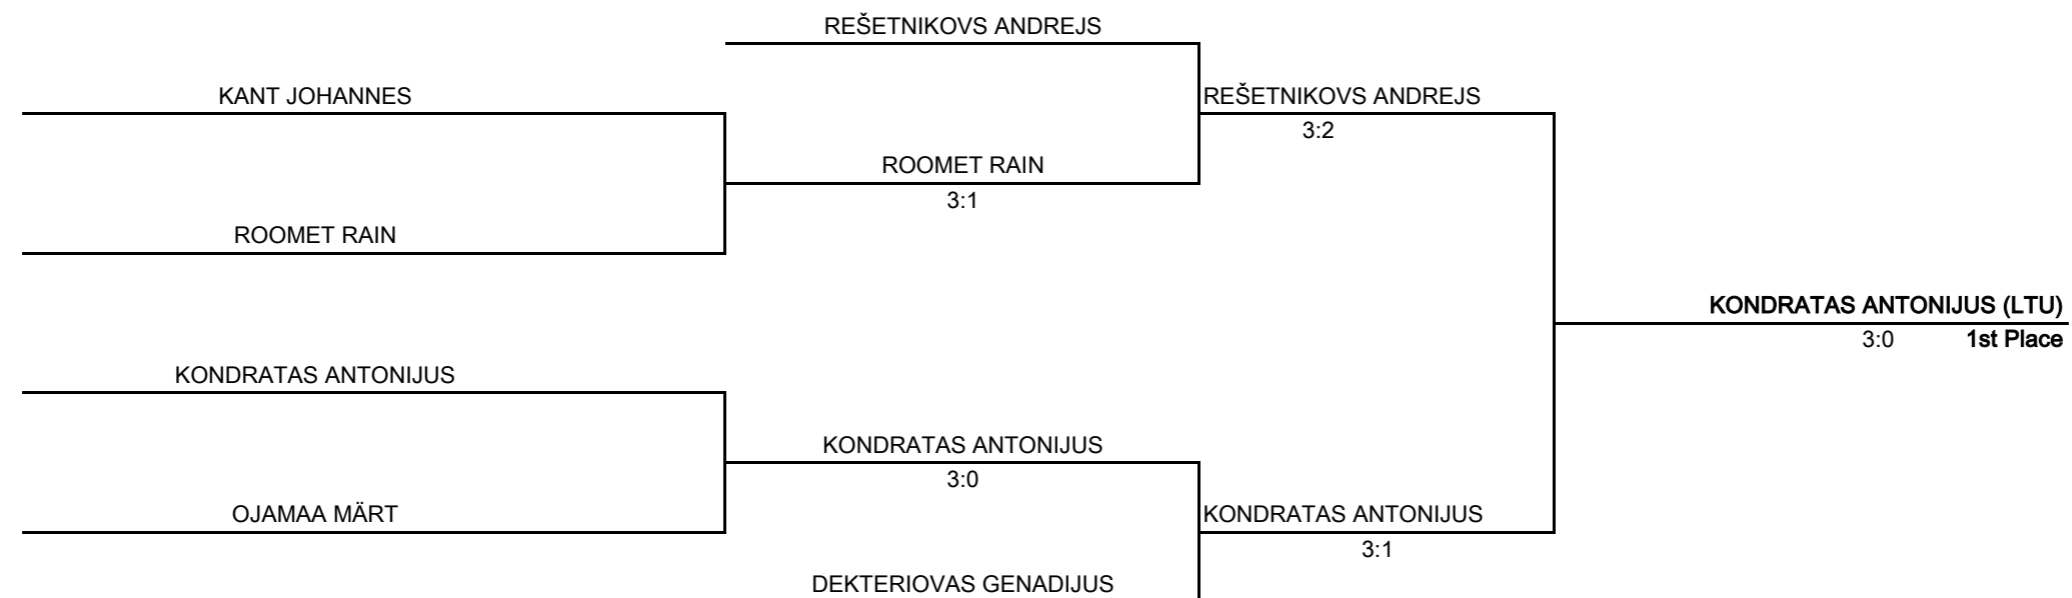 REŠETNIKOVS ANDREJS
KANT JOHANNES
REŠETNIKOVS ANDREJS
3:2
ROOMET RAIN
3:1
ROOMET RAIN
KONDRATAS ANTONIJUS (LTU)
3:0 1st Place
KONDRATAS ANTONIJUS
KONDRATAS ANTONIJUS
3:0
OJAMAA MÄRT
KONDRATAS ANTONIJUS
3:1
DEKTERIOVAS GENADIJUS